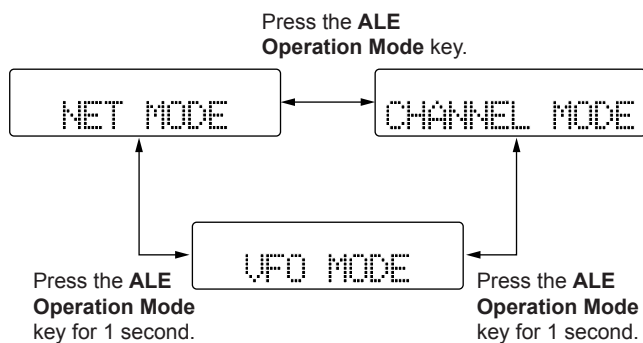 Press the ALE
Operation Mode key.
NET MODE
CHANNEL MODE
VFO MODE
Press the ALE
Operation Mode
key for 1 second.
Press the ALE
Operation Mode
key for 1 second.